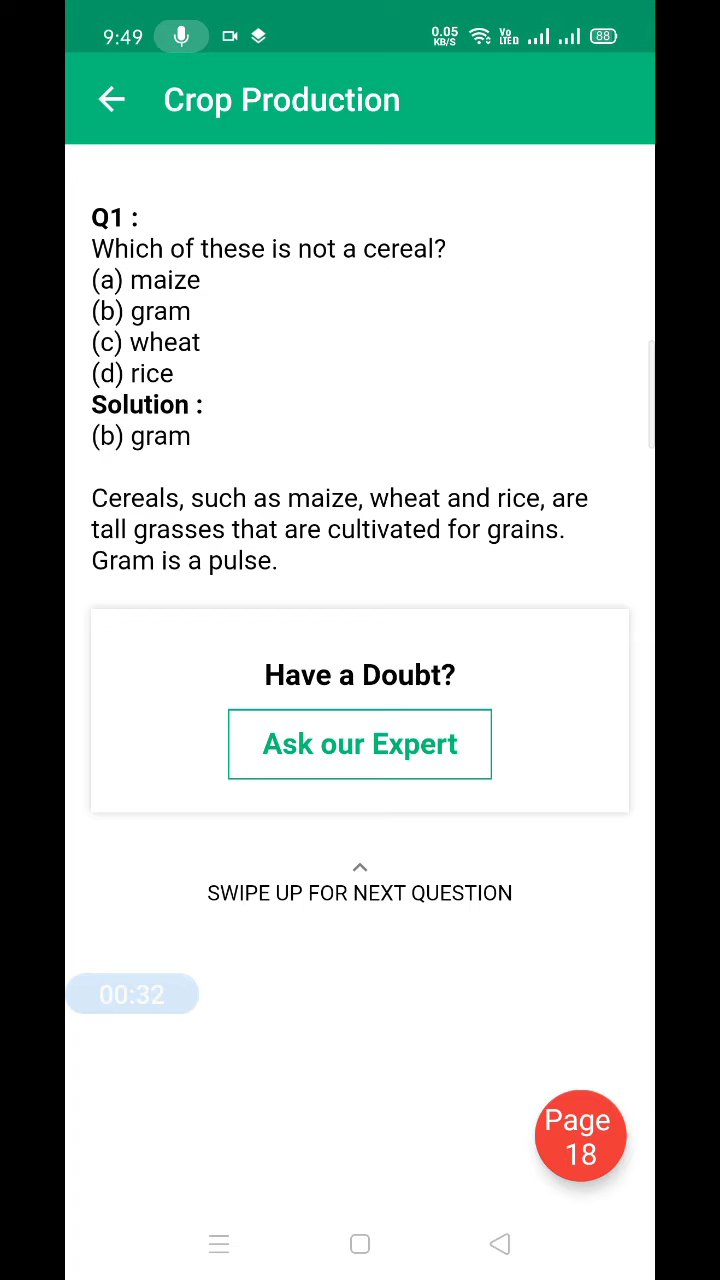 9:49
0.05
KB/S
Vo
LTED
88
Crop Production
Q1 :
Which of these is not a cereal?
(a) maize
(b) gram
(c) wheat
(d) rice
Solution :
(b) gram
Cereals, such as maize, wheat and rice, are
tall grasses that are cultivated for grains.
Gram is a pulse.
Have a Doubt?
Ask our Expert
SWIPE UP FOR NEXT QUESTION
00:32
Page
18